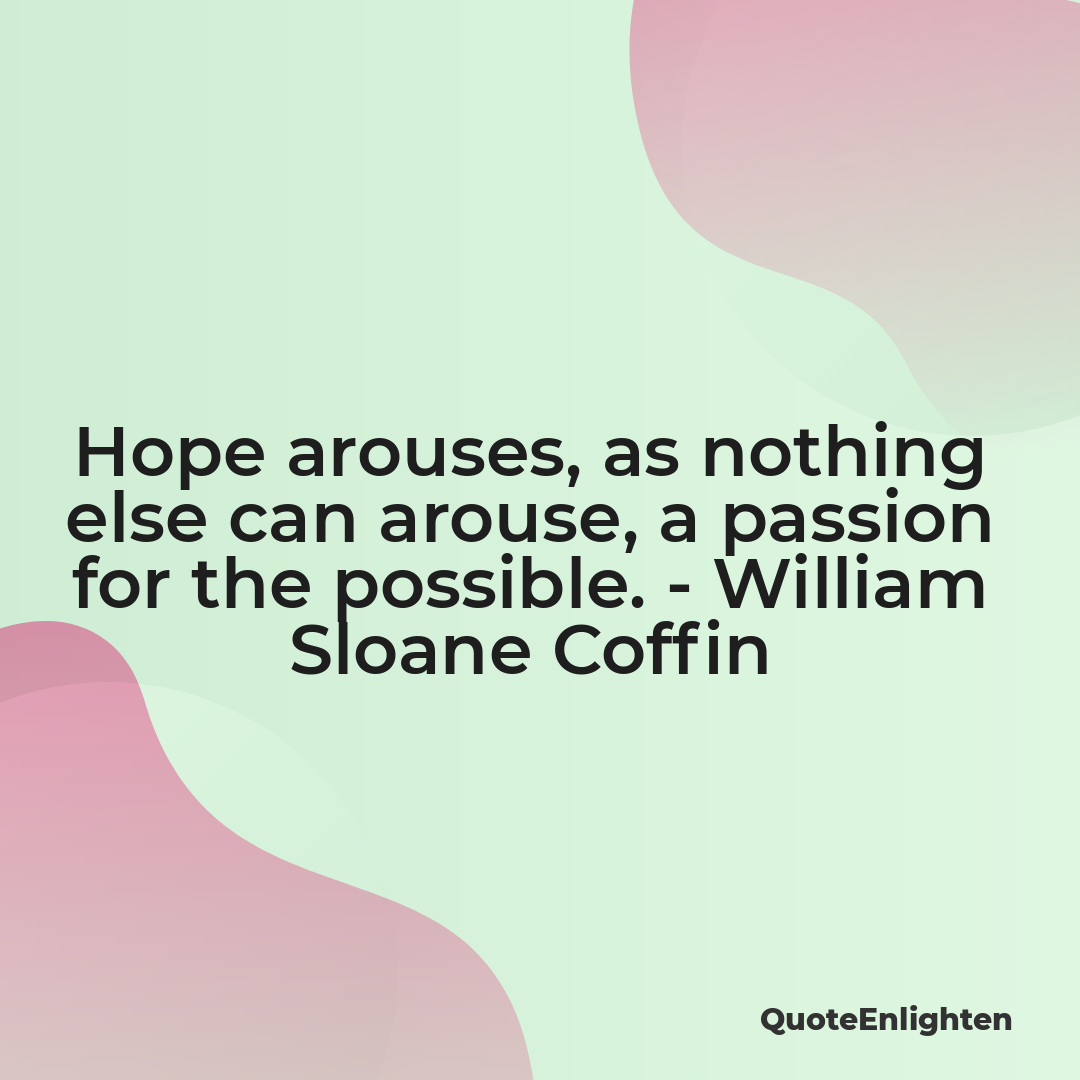 Hope arouses, as nothing
else can arouse, a passion
for the possible. - William
Sloane Coffin
QuoteEnlighten